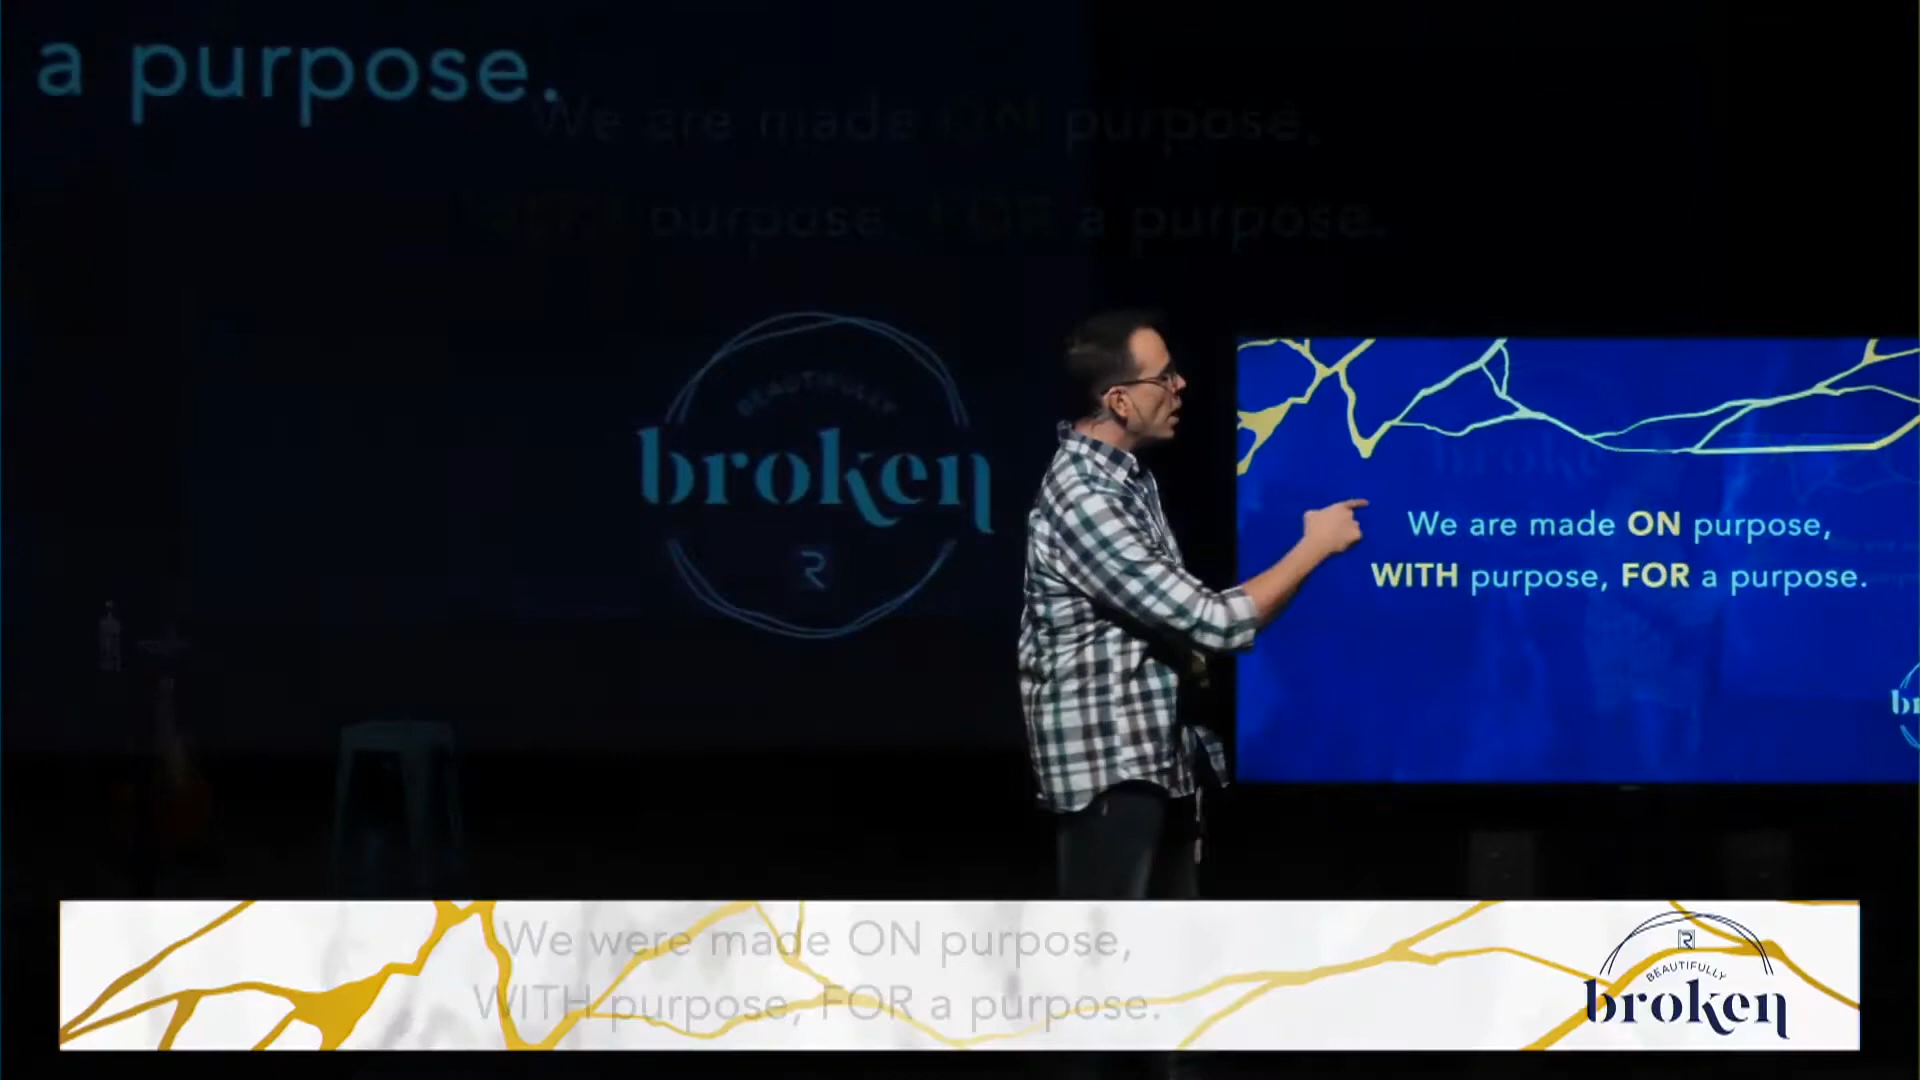 a purpose.
We are made ON purpose,
purpose, FOR a purpose.
BEAUTIFULLY
broken
R
We are made ON purpose,
WITH purpose, FOR a purpose.
We were made ON purpose,
WITH purpose, FOR a purpose.
R
BEAUTIFULLY
broken